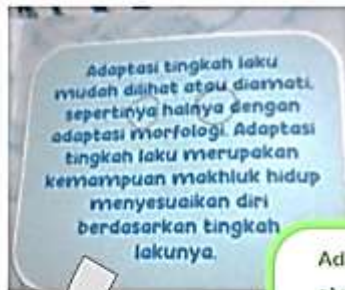 Adaptasi tingkah laku
mudah dilihat atau diamati,
sepertinya halnya dengan
adaptasi morfologi. Adaptasi
tingkah laku merupakan
kemampuan makhluk hidup
menyesuaikan diri
berdasarkan tingkah
lakunya.
Ad